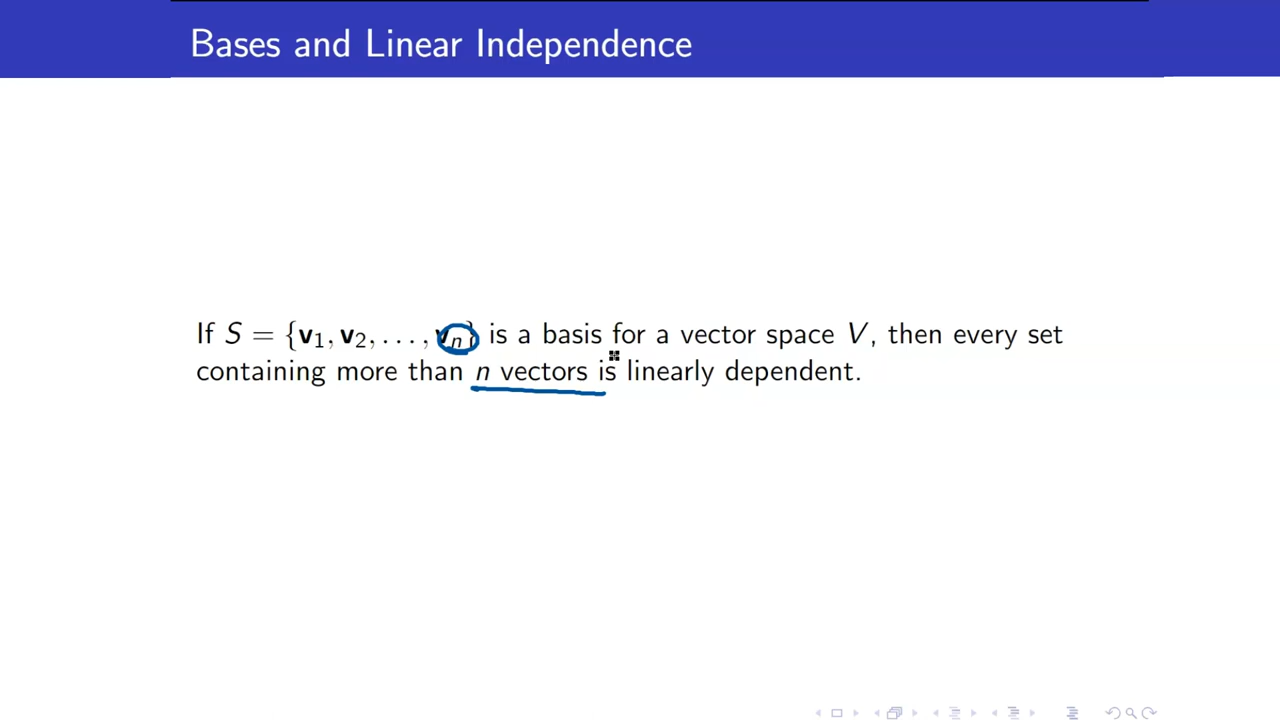 Bases and Linear Independence
If S = {v₁, v₂, . . . , vₙ} is a basis for a vector space V, then every set
containing more than n vectors is linearly dependent.